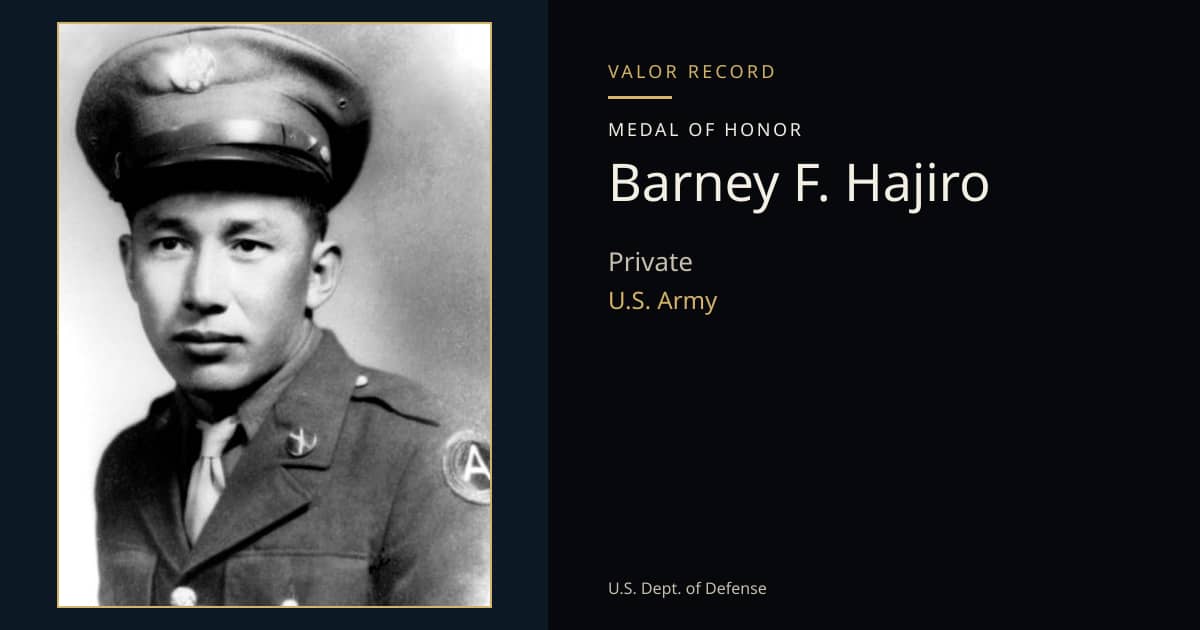 VALOR RECORD
MEDAL OF HONOR
Barney F. Hajiro
Private
U.S. Army
A
U.S. Dept. of Defense